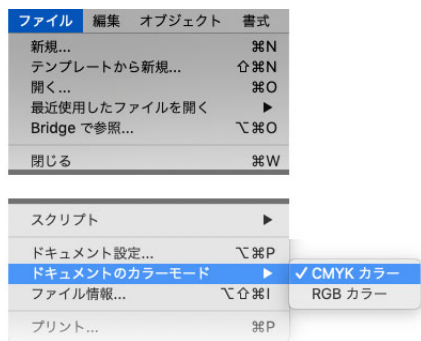 ファイル 編集 オブジェクト 書式
新規... ⌘N
テンプレートから新規... ⇧⌘N
開く... ⌘O
最近使用したファイルを開く ▶
Bridge で参照... ⌥⌘O
閉じる ⌘W
スクリプト ▶
ドキュメント設定... ⌥⌘P
ドキュメントのカラーモード ▶ ✓ CMYK カラー
ファイル情報... ⌥⇧⌘I RGB カラー
プリント... ⌘P